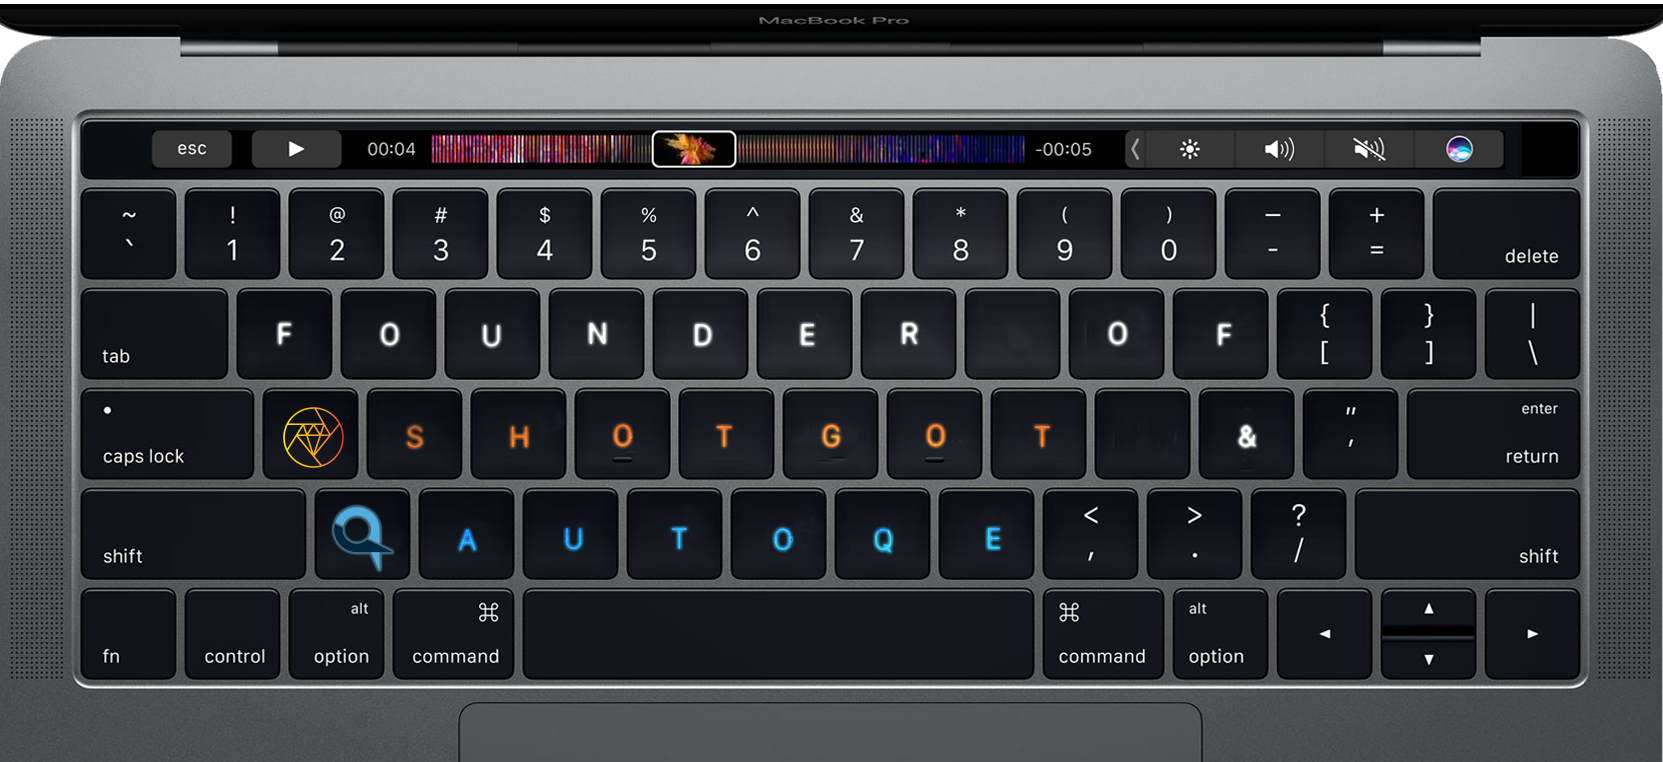 MacBook Pro
esc 00:04 -00:05
~ ! @ # $ % ^ & * ( ) — +
` 1 2 3 4 5 6 7 8 9 0 - = delete
tab F O U N D E R O F { [ } ] | \
caps lock S H O T G O T & " , enter return
shift A U T O Q E < , > . ? / shift
fn control alt option ⌘ command ⌘ command alt option ◀ ▲ ▼ ▶